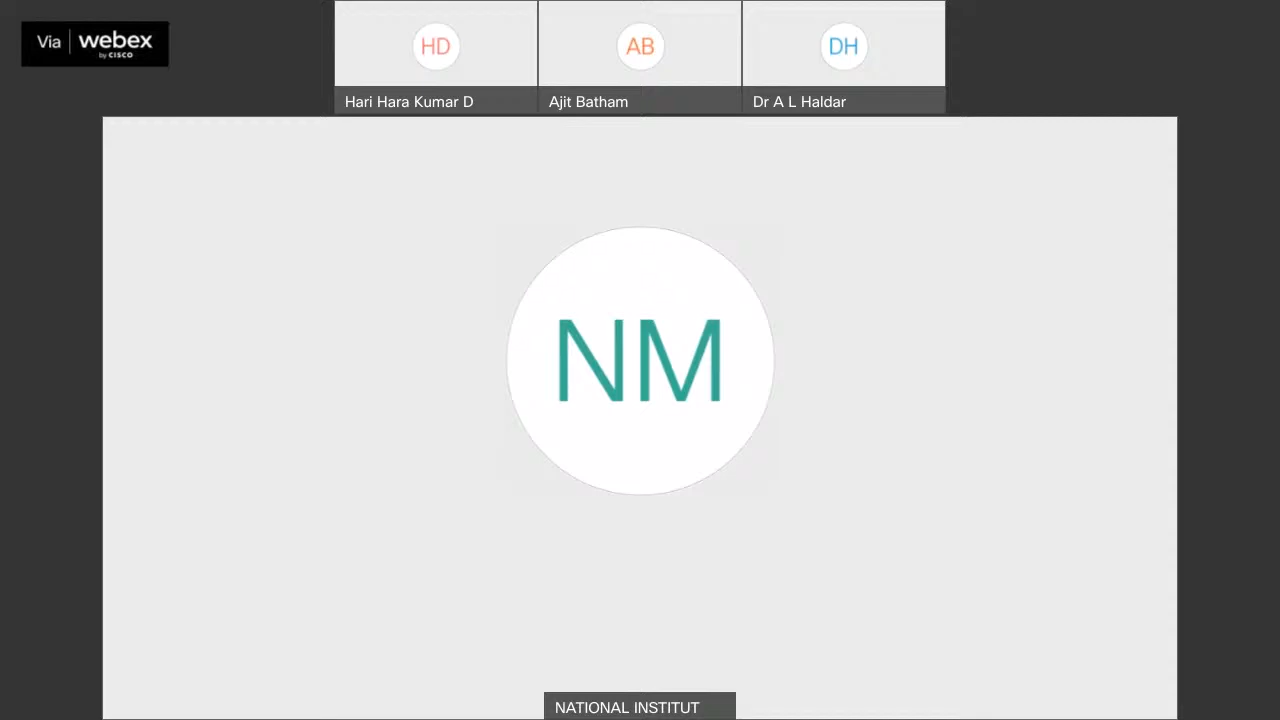 Via webex
by CISCO
HD
AB
DH
Hari Hara Kumar D
Ajit Batham
Dr A L Haldar
NM
NATIONAL INSTITUT